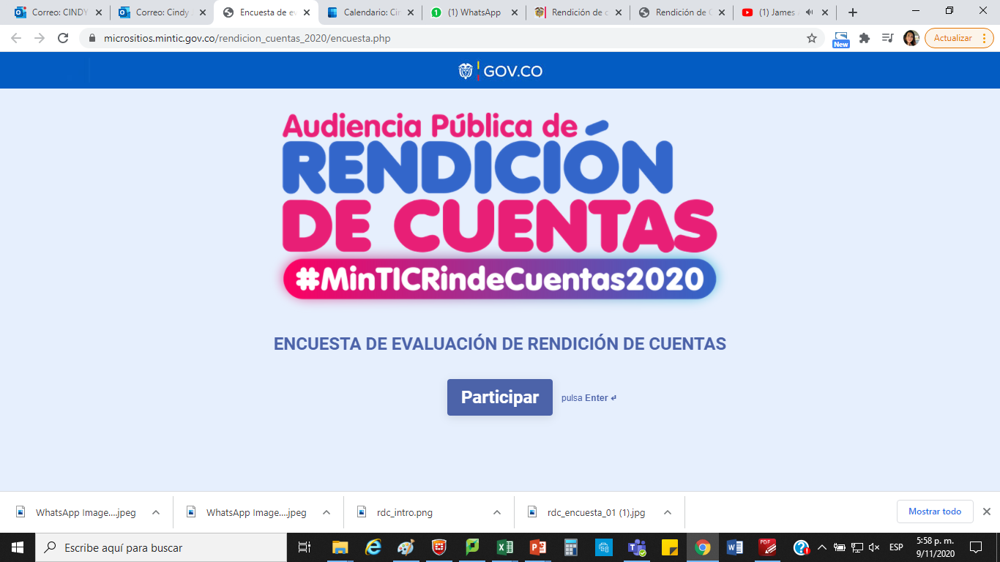 Correo: CINDY
Correo: Cindy
Encuesta de ev
Calendario: Cin
(1) WhatsApp
Rendición de c
Rendición de C
(1) James
micrositios.mintic.gov.co/rendicion_cuentas_2020/encuesta.php
New
Actualizar
GOV.CO
Audiencia Pública de
RENDICIÓN
DE CUENTAS
#MinTICRindeCuentas2020
ENCUESTA DE EVALUACIÓN DE RENDICIÓN DE CUENTAS
Participar
pulsa Enter ↵
WhatsApp Image....jpeg
WhatsApp Image....jpeg
rdc_intro.png
rdc_encuesta_01 (1).jpg
Mostrar todo
Escribe aquí para buscar
PDF
ESP
5:58 p. m.
9/11/2020